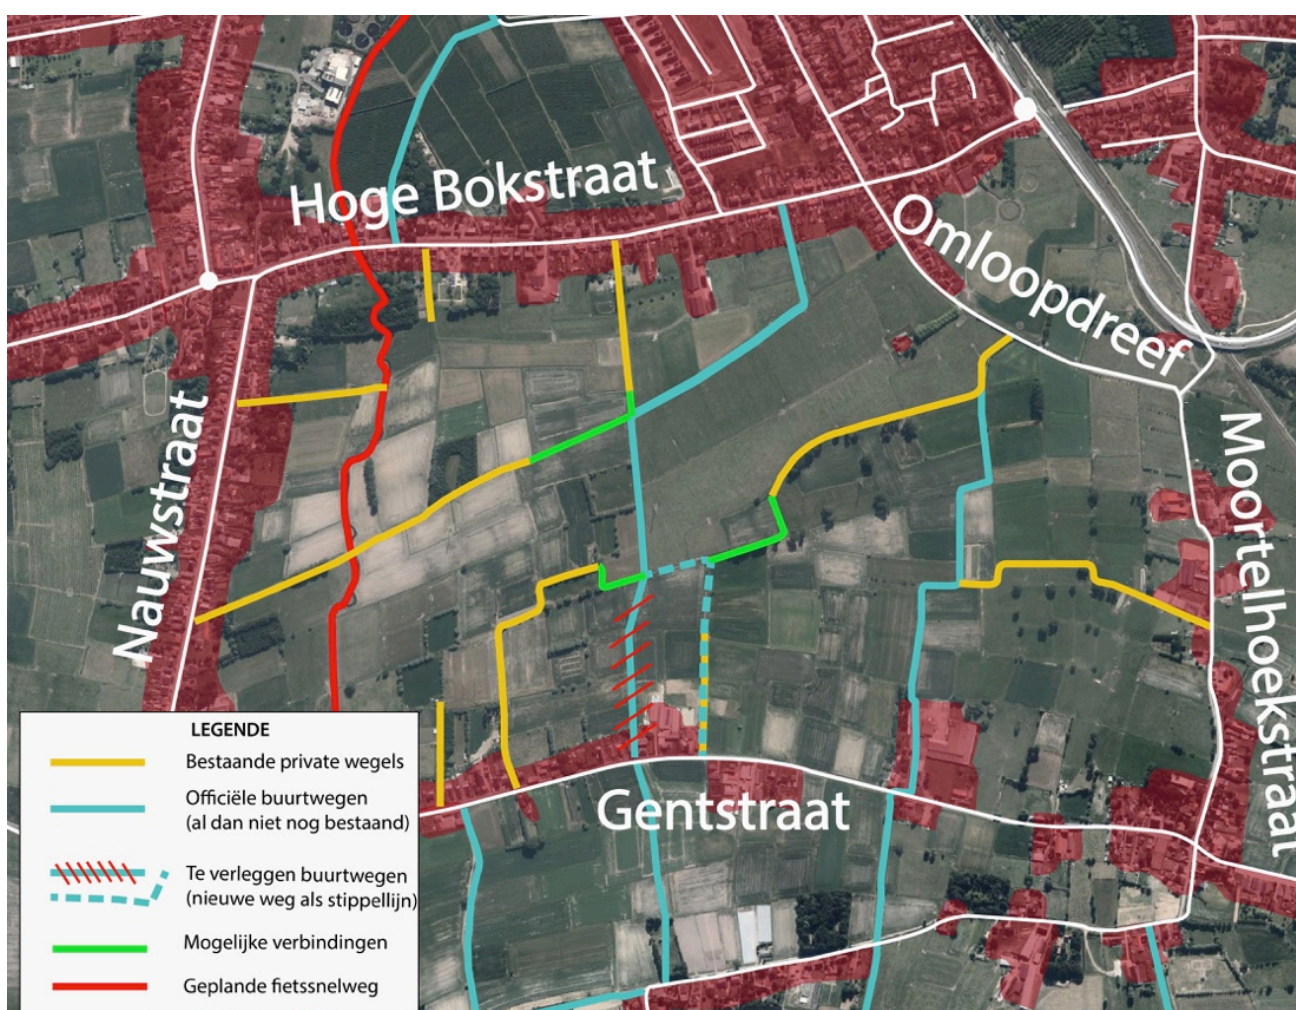 Hoge Bokstraat
Omloopdreef
Nauwstraat
Moortelhoekstraat
Gentstraat
LEGENDE
Bestaande private wegels
Officiële buurtwegen
(al dan niet nog bestaand)
Te verleggen buurtwegen
(nieuwe weg als stippellijn)
Mogelijke verbindingen
Geplande fietssnelweg